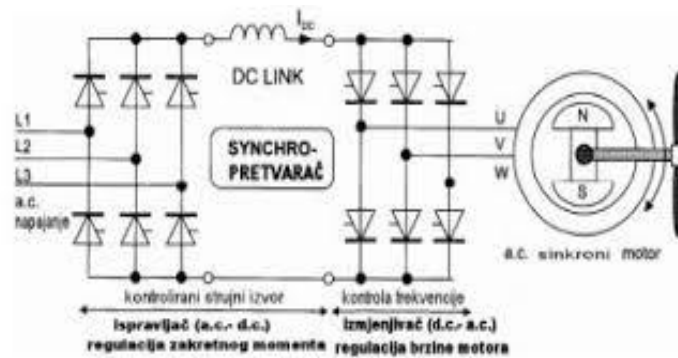 I_DC
DC LINK
L1
L2
L3
a.c.
napajanje
SYNCHRO-
PRETVARAČ
U
V
W
N
S
a.c. sinkroni motor
kontrolirani strujni izvor
kontrola frekvencije
ispravljač (a.c.- d.c.)
izmjenjivač (d.c.- a.c.)
regulacija zakretnog momenta
regulacija brzine motora